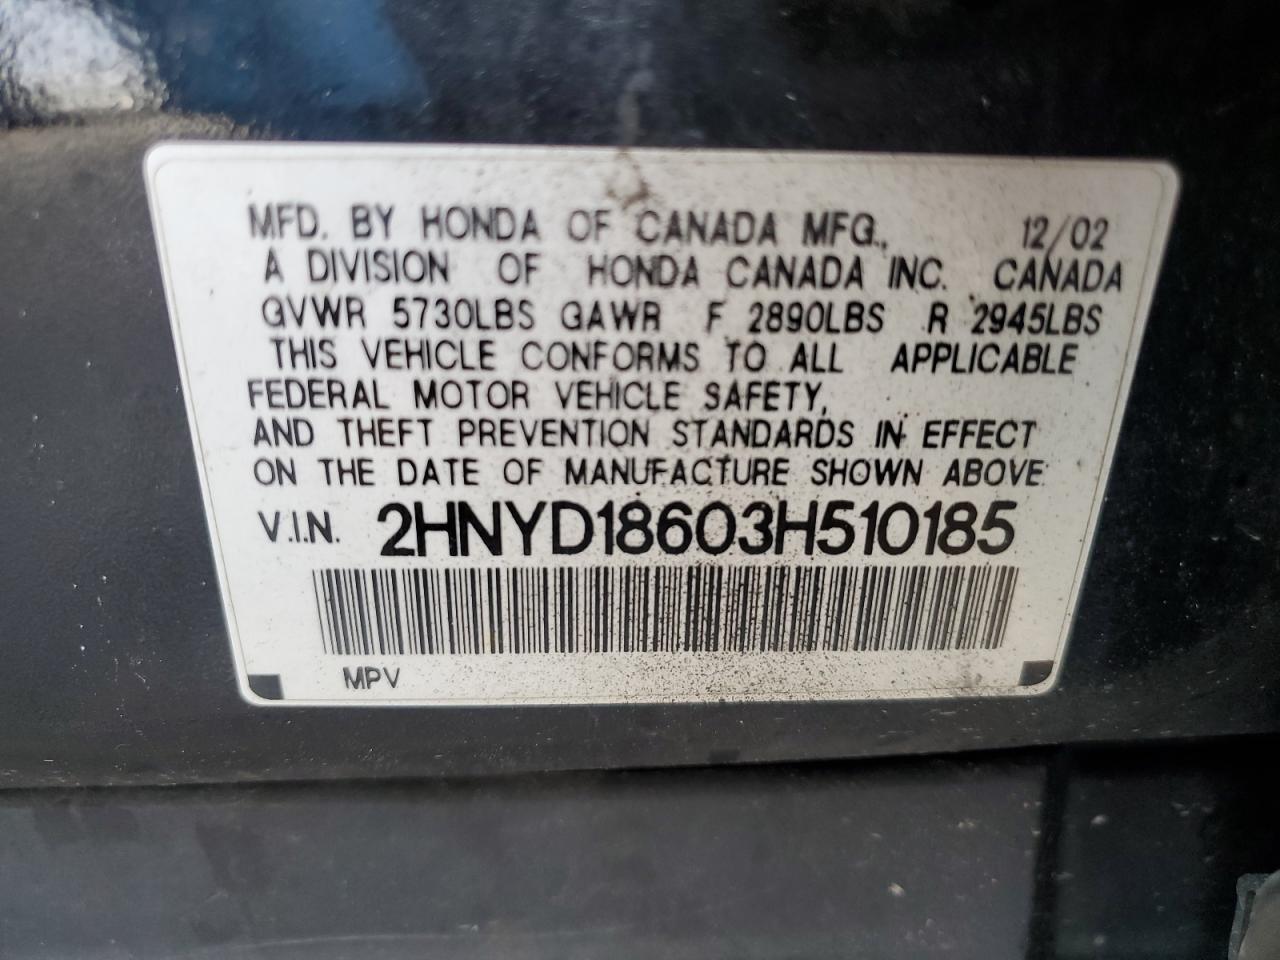 MFD. BY HONDA OF CANADA MFG., 12/02
A DIVISION OF HONDA CANADA INC. CANADA
GVWR 5730LBS GAWR F 2890LBS R 2945LBS
THIS VEHICLE CONFORMS TO ALL APPLICABLE
FEDERAL MOTOR VEHICLE SAFETY,
AND THEFT PREVENTION STANDARDS IN EFFECT
ON THE DATE OF MANUFACTURE SHOWN ABOVE.
V.I.N. 2HNYD18603H510185
MPV